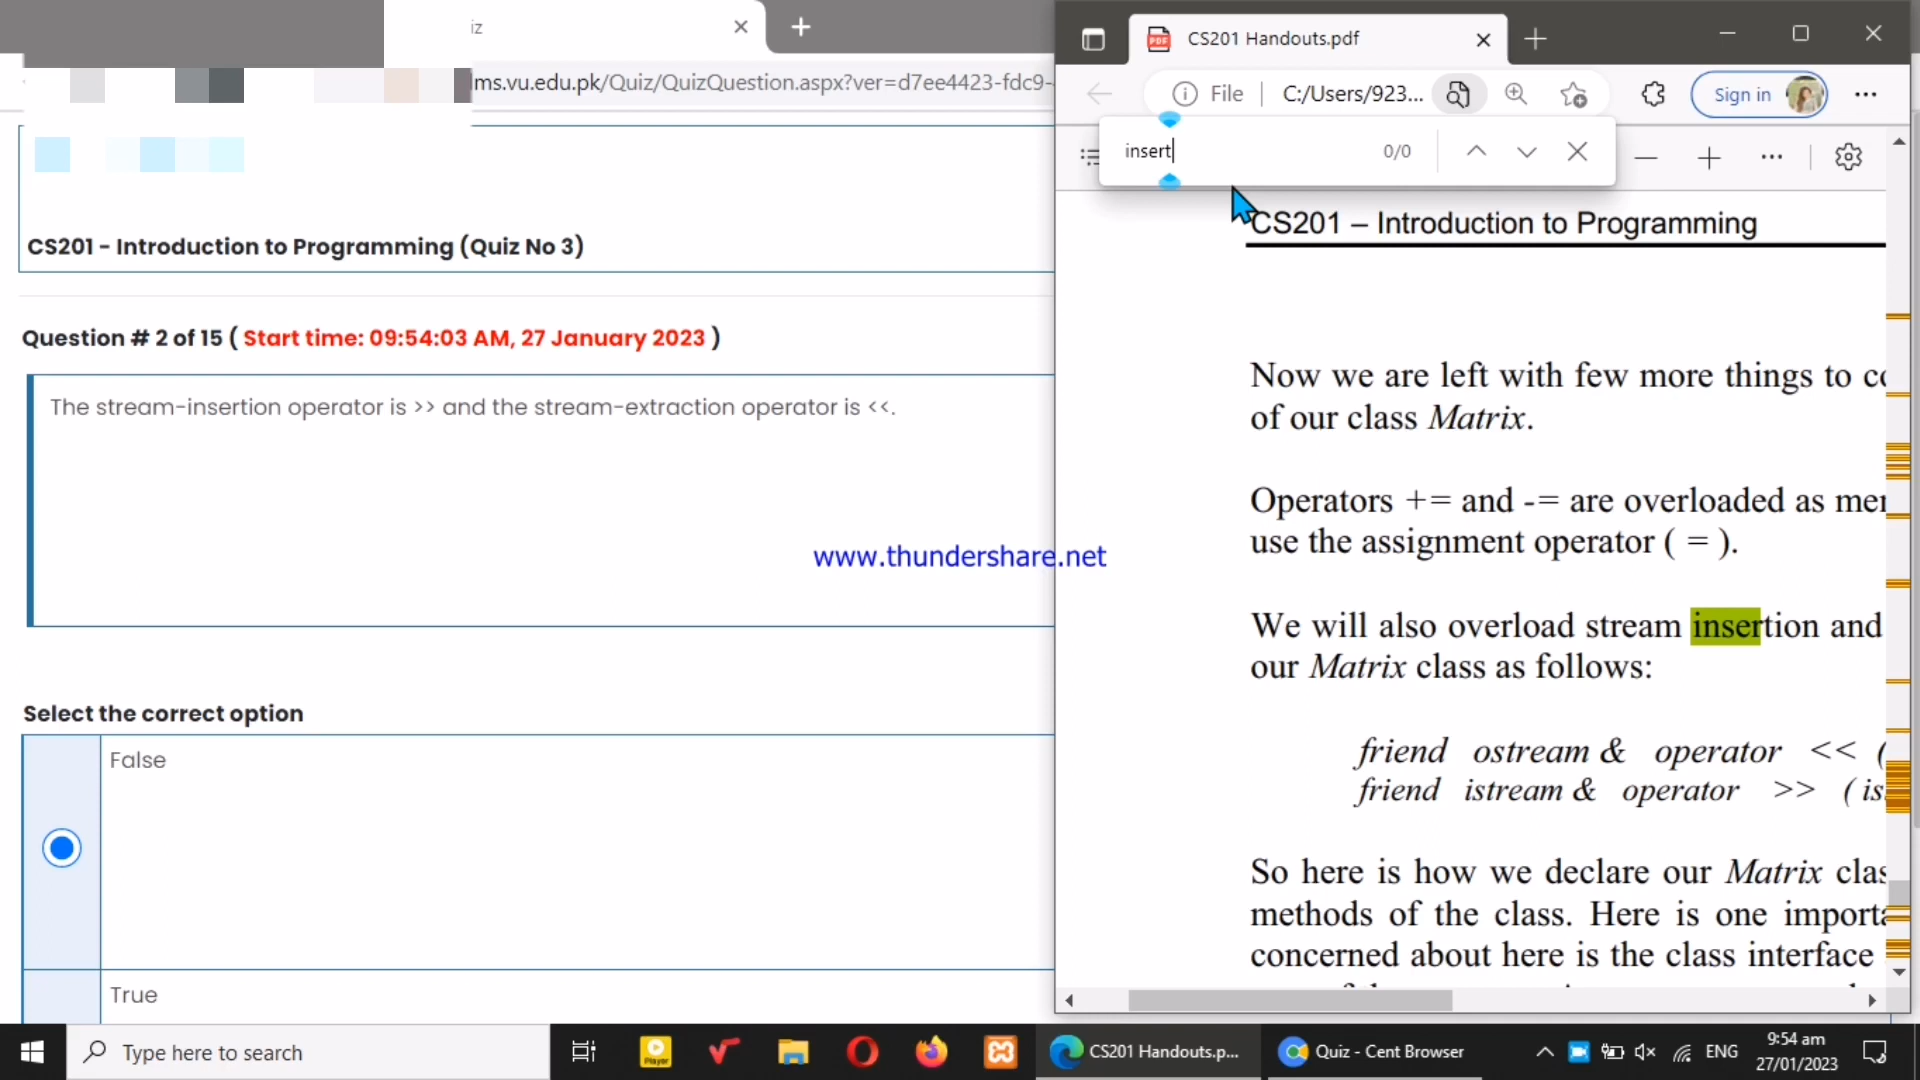 iz
CS201 Handouts.pdf
lms.vu.edu.pk/Quiz/QuizQuestion.aspx?ver=d7ee4423-fdc9-
File
C:/Users/923...
Sign in
insert
0/0
CS201 - Introduction to Programming (Quiz No 3)
Question # 2 of 15 ( Start time: 09:54:03 AM, 27 January 2023 )
The stream-insertion operator is >> and the stream-extraction operator is <<.
Select the correct option
False
True
CS201 – Introduction to Programming
Now we are left with few more things to co
of our class Matrix.
Operators += and -= are overloaded as mer
use the assignment operator ( = ).
We will also overload stream insertion and
our Matrix class as follows:
friend ostream & operator << (
friend istream & operator >> ( is
So here is how we declare our Matrix clas
methods of the class. Here is one importa
concerned about here is the class interface
www.thundershare.net
Type here to search
Player
CS201 Handouts.p...
Quiz - Cent Browser
ENG
9:54 am
27/01/2023